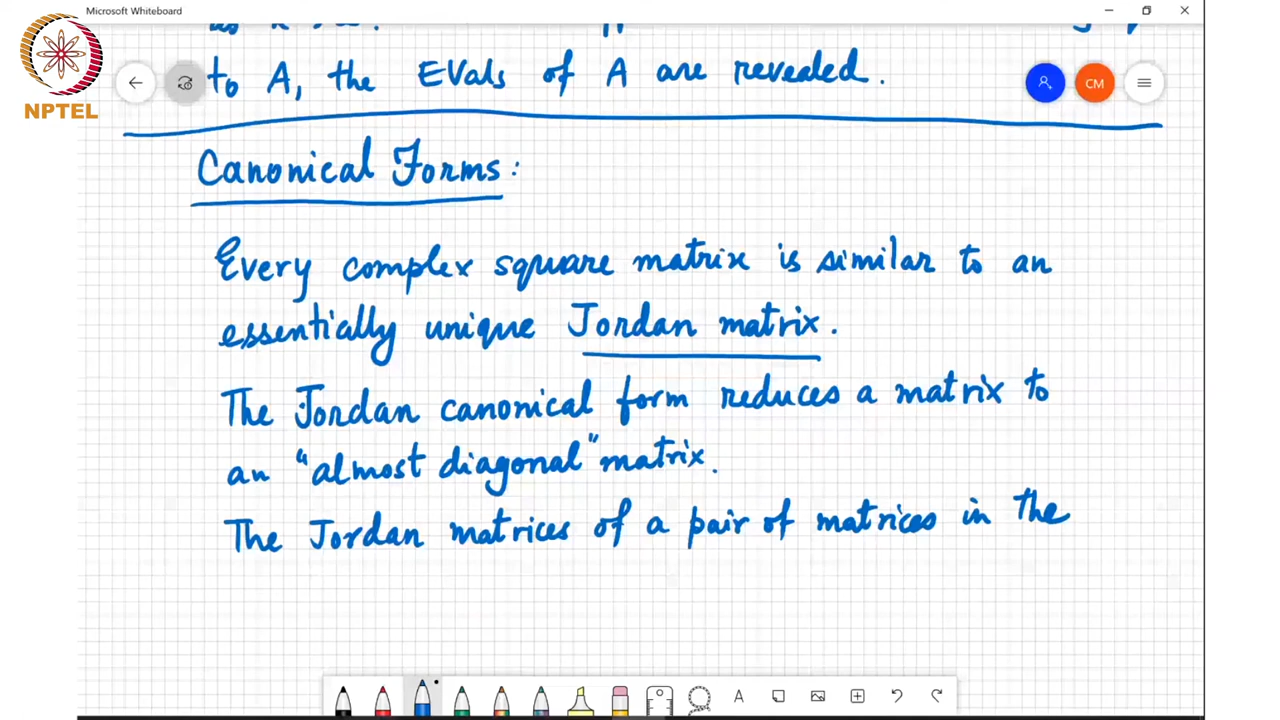 Microsoft Whiteboard
NPTEL
to A, the EVals of A are revealed.
CM
Canonical Forms:
Every complex square matrix is similar to an
essentially unique Jordan matrix.
The Jordan canonical form reduces a matrix to
an "almost diagonal" matrix.
The Jordan matrices of a pair of matrices in the
A